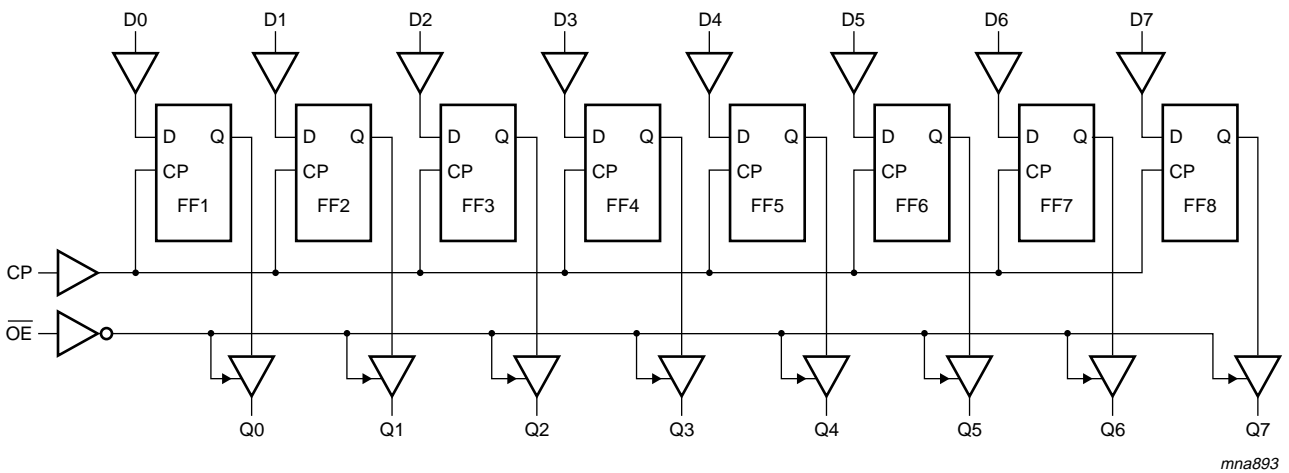 D0 D1 D2 D3 D4 D5 D6 D7
D Q D Q D Q D Q D Q D Q D Q D Q
CP CP CP CP CP CP CP CP
FF1 FF2 FF3 FF4 FF5 FF6 FF7 FF8
CP
O̅E̅
Q0 Q1 Q2 Q3 Q4 Q5 Q6 Q7
mna893